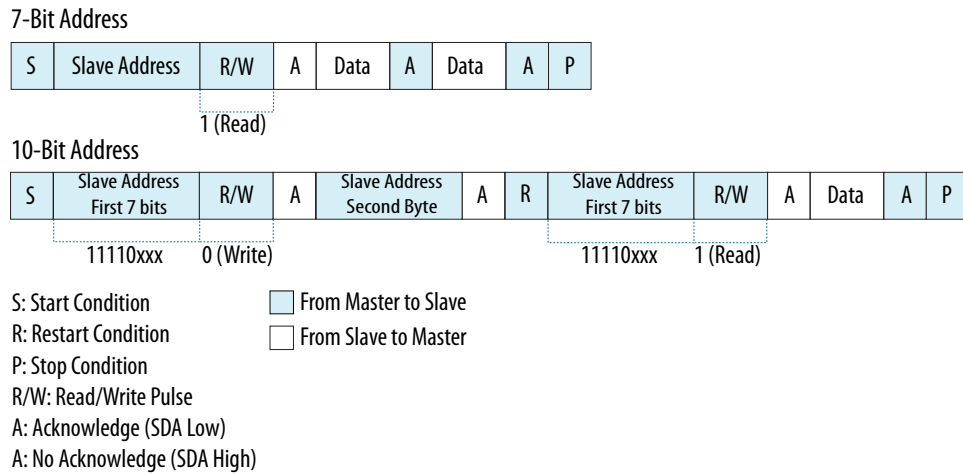 7-Bit Address
S Slave Address R/W A Data A Data A P
1 (Read)
10-Bit Address
S Slave Address First 7 bits R/W A Slave Address Second Byte A R Slave Address First 7 bits R/W A Data A P
11110xxx 0 (Write) 11110xxx 1 (Read)
S: Start Condition From Master to Slave
R: Restart Condition From Slave to Master
P: Stop Condition
R/W: Read/Write Pulse
A: Acknowledge (SDA Low)
A: No Acknowledge (SDA High)